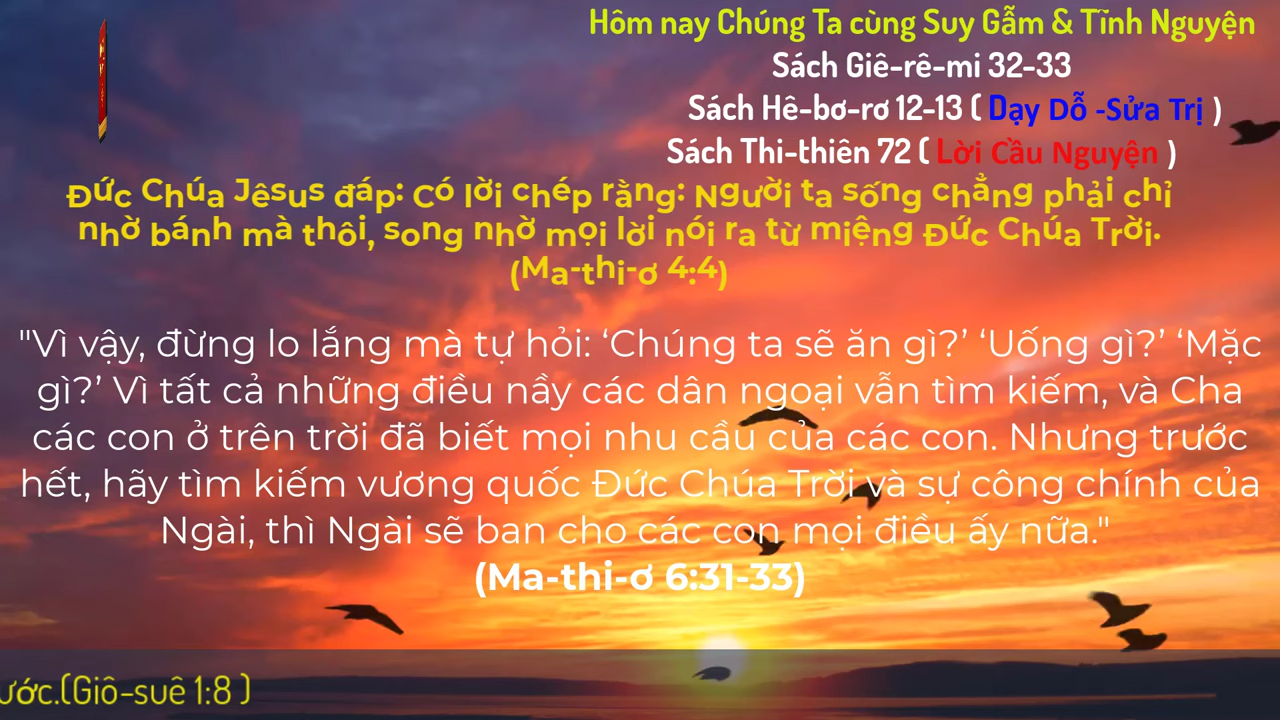 Hôm nay Chúng Ta cùng Suy Gẫm & Tĩnh Nguyện
Sách Giê-rê-mi 32-33
Sách Hê-bơ-rơ 12-13 ( Dạy Dỗ -Sửa Trị )
Sách Thi-thiên 72 ( Lời Cầu Nguyện )
Đức Chúa Jêsus đáp: Có lời chép rằng: Người ta sống chẳng phải chỉ
nhờ bánh mà thôi, song nhờ mọi lời nói ra từ miệng Đức Chúa Trời.
(Ma-thi-ơ 4:4)
"Vì vậy, đừng lo lắng mà tự hỏi: ‘Chúng ta sẽ ăn gì?’ ‘Uống gì?’ ‘Mặc
gì?’ Vì tất cả những điều nầy các dân ngoại vẫn tìm kiếm, và Cha
các con ở trên trời đã biết mọi nhu cầu của các con. Nhưng trước
hết, hãy tìm kiếm vương quốc Đức Chúa Trời và sự công chính của
Ngài, thì Ngài sẽ ban cho các con mọi điều ấy nữa."
(Ma-thi-ơ 6:31-33)
ước.(Giô-suê 1:8 )